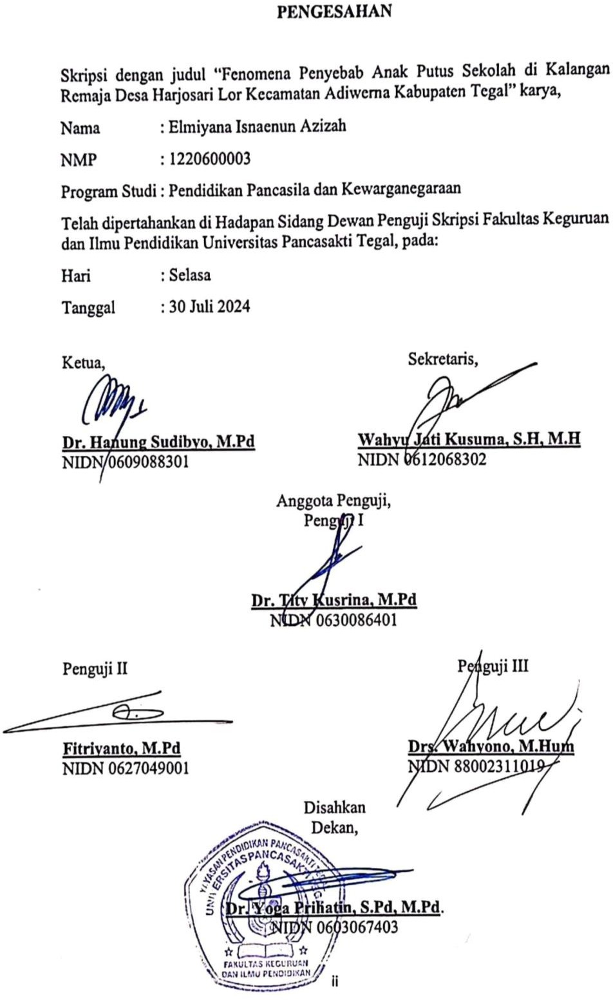 PENGESAHAN
Skripsi dengan judul “Fenomena Penyebab Anak Putus Sekolah di Kalangan
Remaja Desa Harjosari Lor Kecamatan Adiwerna Kabupaten Tegal” karya,
Nama : Elmiyana Isnaenun Azizah
NMP : 1220600003
Program Studi : Pendidikan Pancasila dan Kewarganegaraan
Telah dipertahankan di Hadapan Sidang Dewan Penguji Skripsi Fakultas Keguruan
dan Ilmu Pendidikan Universitas Pancasakti Tegal, pada:
Hari : Selasa
Tanggal : 30 Juli 2024
Ketua,
Dr. Hanung Sudibyo, M.Pd
NIDN 0609088301
Sekretaris,
Wahyu Jati Kusuma, S.H, M.H
NIDN 0612068302
Anggota Penguji,
Penguji I
Dr. Tity Kusrina, M.Pd
NIDN 0630086401
Penguji II
Fitriyanto, M.Pd
NIDN 0627049001
Penguji III
Drs. Wahyono, M.Hum
NIDN 88002311019
Disahkan
Dekan,
YAYASAN PENDIDIKAN PANCASAKTI
UNIVERSITAS PANCASAKTI
Dr. Yoga Prihatin, S.Pd, M.Pd.
NIDN 0603067403
FAKULTAS KEGURUAN
DAN ILMU PENDIDIKAN
ii